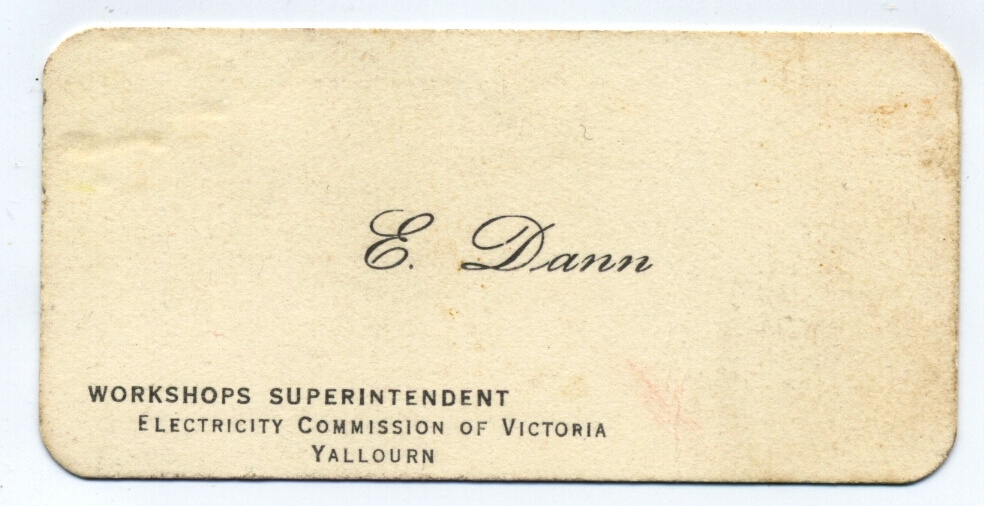 E. Dann
WORKSHOPS SUPERINTENDENT
ELECTRICITY COMMISSION OF VICTORIA
YALLOURN